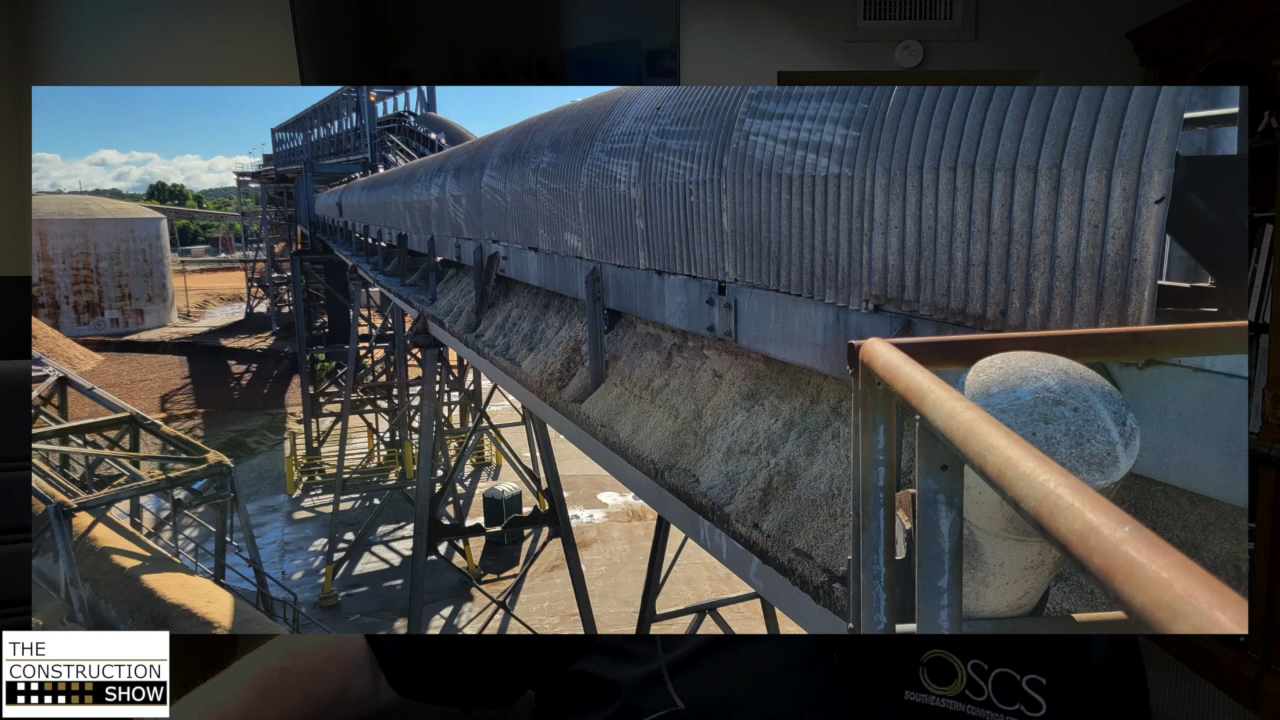 THE
CONSTRUCTION
SHOW
SCS
SOUTHEASTERN CONVEYOR